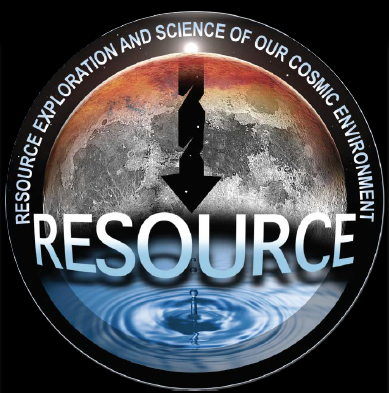 RESOURCE EXPLORATION AND SCIENCE OF OUR COSMIC ENVIRONMENT
RESOURCE